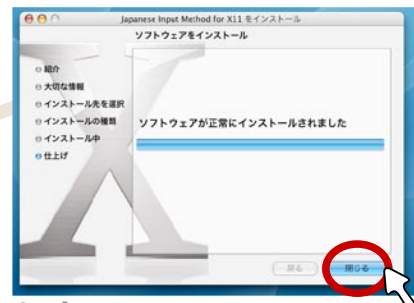 Japanese Input Method for X11 をインストール
ソフトウェアをインストール
紹介
大切な情報
インストール先を選択
インストールの種類
インストール中
仕上げ
ソフトウェアが正常にインストールされました
戻る
閉じる